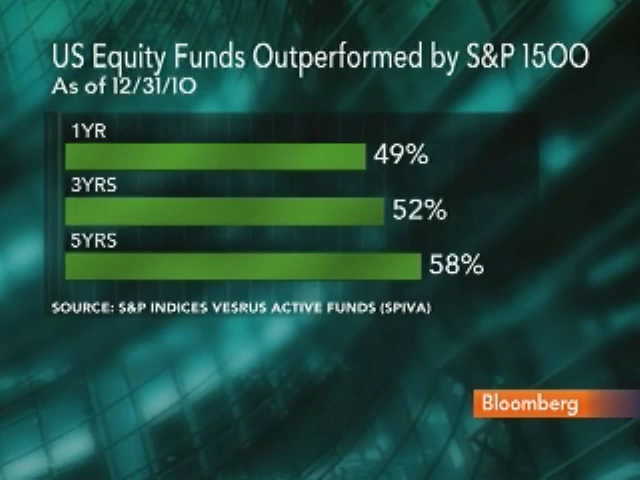 US Equity Funds Outperformed by S&P 1500
As of 12/31/10
1YR
49%
3YRS
52%
5YRS
58%
SOURCE: S&P INDICES VESRUS ACTIVE FUNDS (SPIVA)
Bloomberg